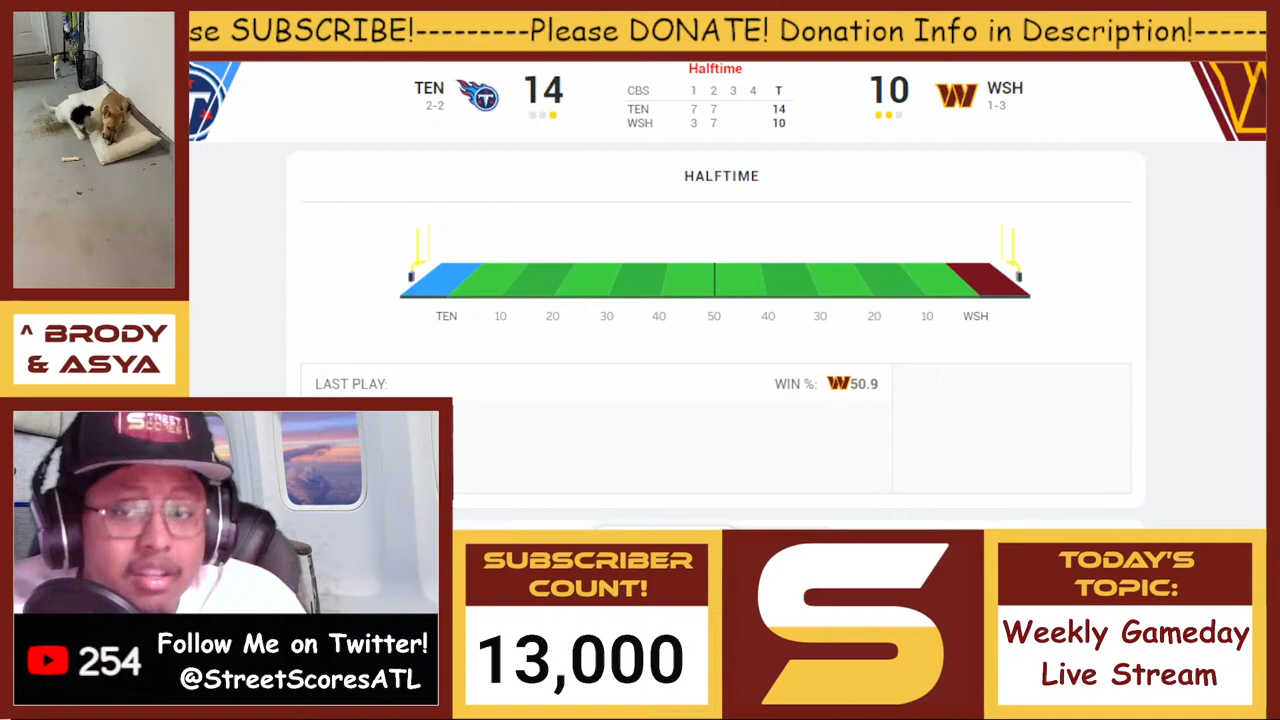 se SUBSCRIBE!---------Please DONATE! Donation Info in Description!------
Halftime
TEN 14 CBS 1 2 3 4 T 10 WSH
2-2 TEN 7 7 14 1-3
WSH 3 7 10
HALFTIME
TEN 10 20 30 40 50 40 30 20 10 WSH
LAST PLAY: WIN %: W 50.9
^ BRODY
& ASYA
STREET
SCORES
254
Follow Me on Twitter!
@StreetScoresATL
SUBSCRIBER
COUNT!
13,000
S
TODAY'S
TOPIC:
Weekly Gameday
Live Stream